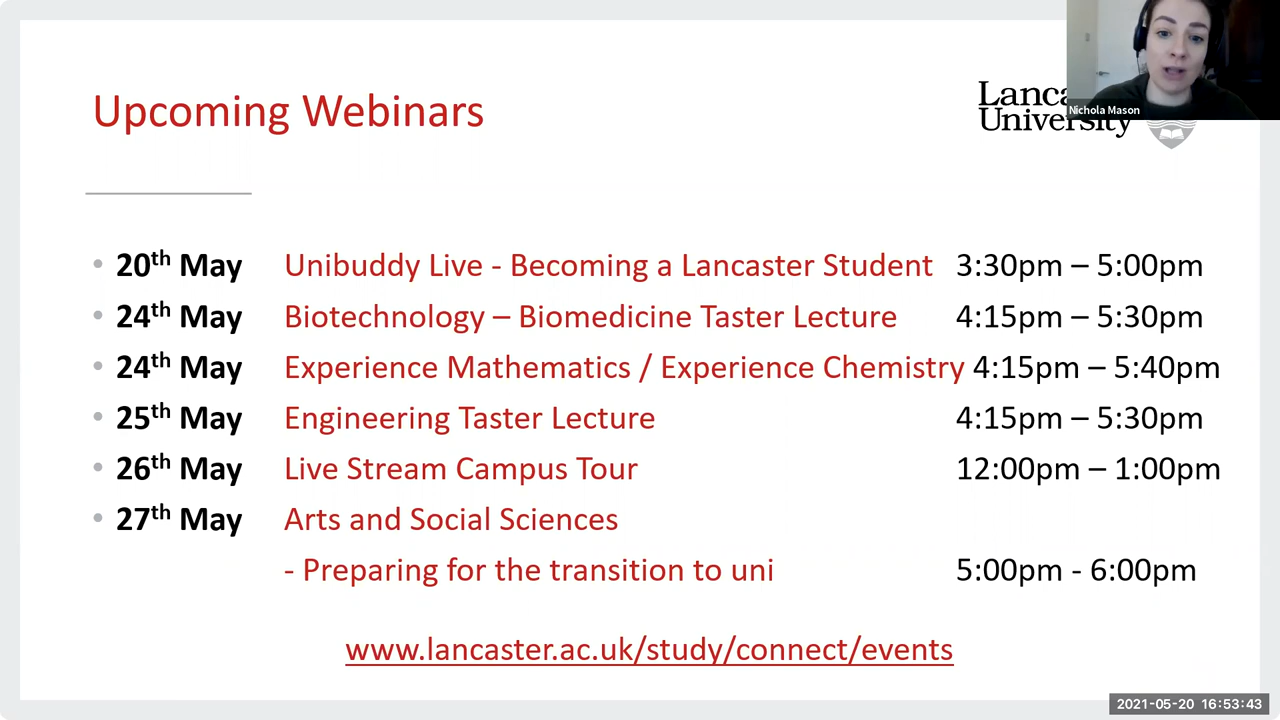 Upcoming Webinars
Lanca
University
Nichola Mason
• 20th May Unibuddy Live - Becoming a Lancaster Student 3:30pm – 5:00pm
• 24th May Biotechnology – Biomedicine Taster Lecture 4:15pm – 5:30pm
• 24th May Experience Mathematics / Experience Chemistry 4:15pm – 5:40pm
• 25th May Engineering Taster Lecture 4:15pm – 5:30pm
• 26th May Live Stream Campus Tour 12:00pm – 1:00pm
• 27th May Arts and Social Sciences
- Preparing for the transition to uni 5:00pm - 6:00pm
www.lancaster.ac.uk/study/connect/events
2021-05-20 16:53:43